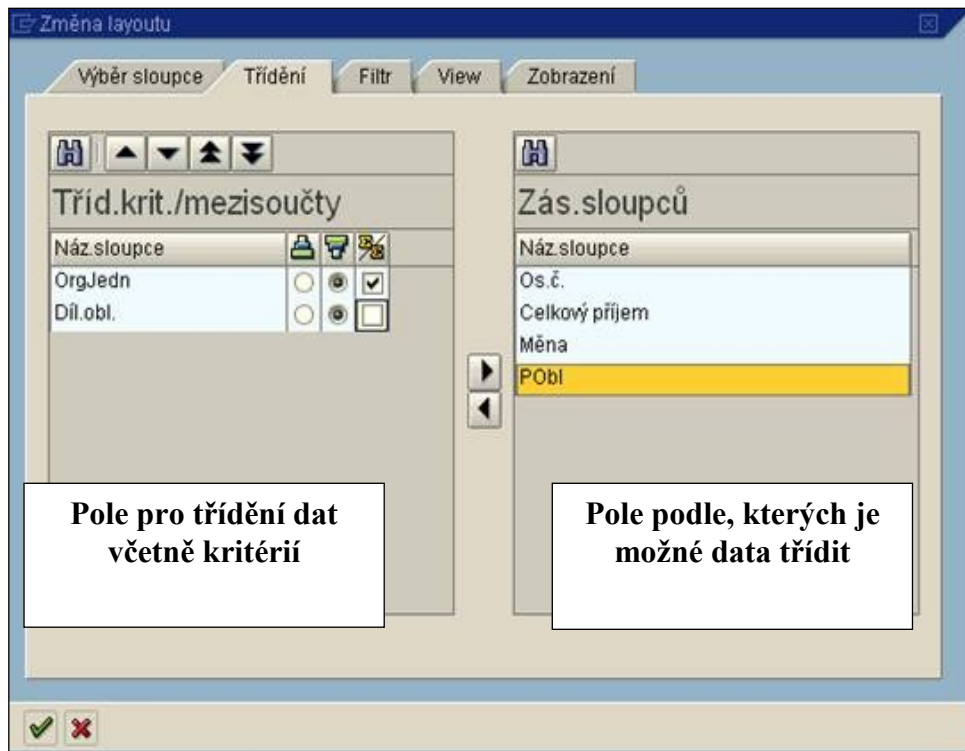 Změna layoutu
Výběr sloupce
Třídění
Filtr
View
Zobrazení
Tříd.krit./mezisoučty
Náz.sloupce
OrgJedn
Díl.obl.
Zás.sloupců
Náz.sloupce
Os.č.
Celkový příjem
Měna
PObl
Pole pro třídění dat
včetně kritérií
Pole podle, kterých je
možné data třídit